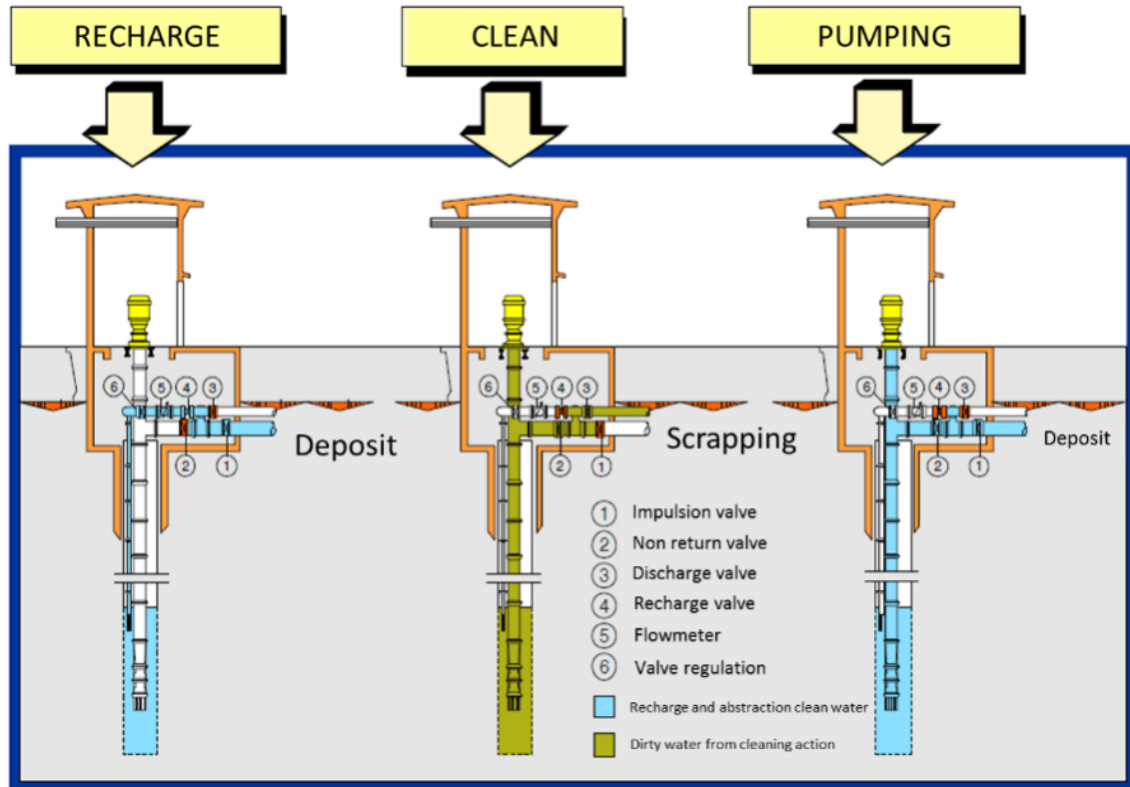 RECHARGE
CLEAN
PUMPING
6 5 4 3
Deposit
2 1
6 5 4 3
Scrapping
2 1
6 5 4 3
Deposit
2 1
1 Impulsion valve
2 Non return valve
3 Discharge valve
4 Recharge valve
5 Flowmeter
6 Valve regulation
Recharge and abstraction clean water
Dirty water from cleaning action